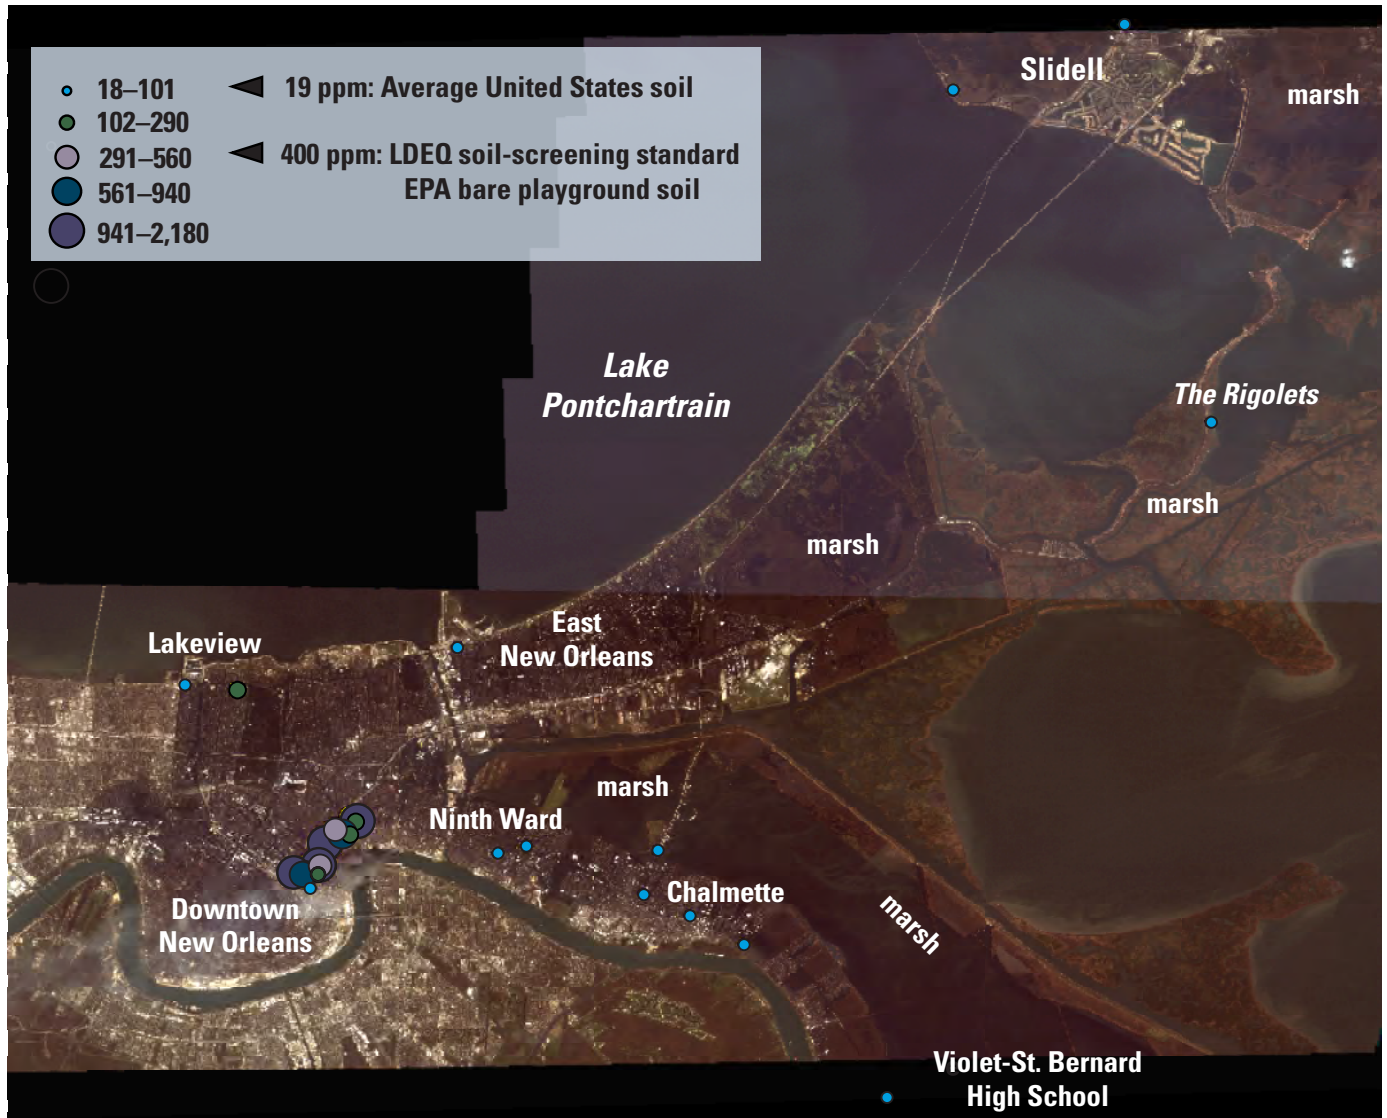 18–101
19 ppm: Average United States soil
102–290
291–560
400 ppm: LDEQ soil-screening standard
EPA bare playground soil
561–940
941–2,180
Slidell
marsh
Lake
Pontchartrain
The Rigolets
marsh
marsh
East
New Orleans
Lakeview
marsh
Ninth Ward
Chalmette
marsh
Downtown
New Orleans
Violet-St. Bernard
High School